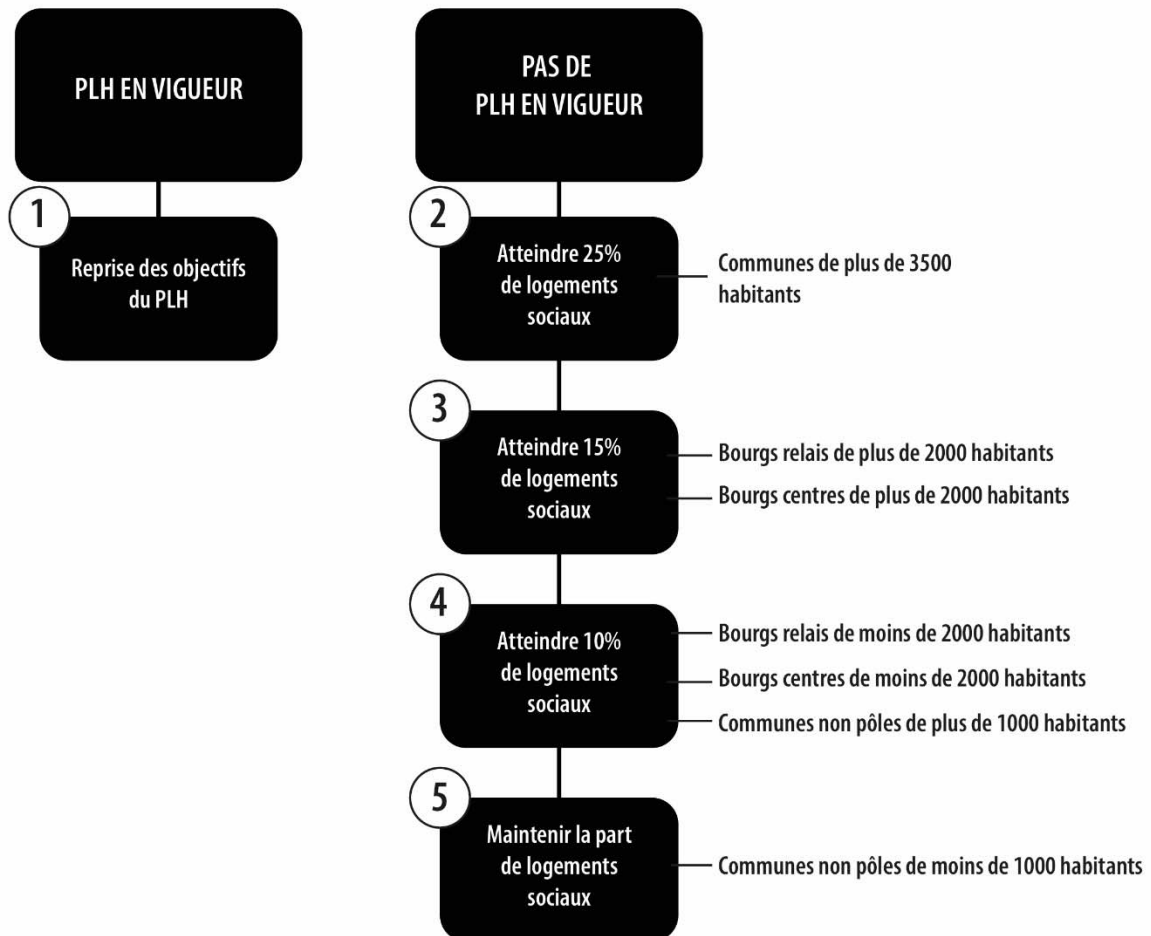 PLH EN VIGUEUR
1
Reprise des objectifs
du PLH
PAS DE
PLH EN VIGUEUR
2
Atteindre 25%
de logements
sociaux
Communes de plus de 3500
habitants
3
Atteindre 15%
de logements
sociaux
Bourgs relais de plus de 2000 habitants
Bourgs centres de plus de 2000 habitants
4
Atteindre 10%
de logements
sociaux
Bourgs relais de moins de 2000 habitants
Bourgs centres de moins de 2000 habitants
Communes non pôles de plus de 1000 habitants
5
Maintenir la part
de logements
sociaux
Communes non pôles de moins de 1000 habitants